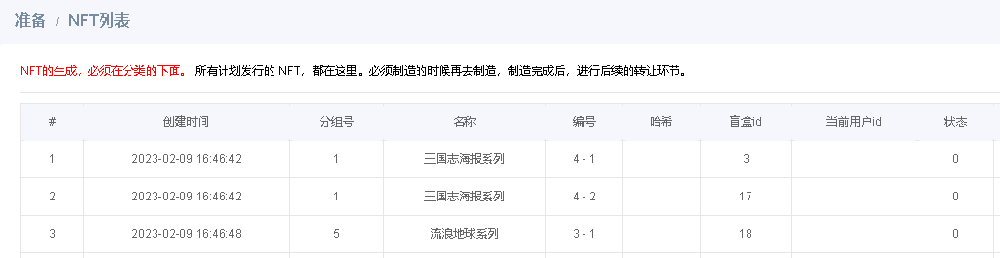 准备 / NFT列表
NFT的生成，必须在分类的下面。 所有计划发行的 NFT，都在这里。必须制造的时候再去制造，制造完成后，进行后续的转让环节。
# 创建时间 分组号 名称 编号 哈希 盲盒id 当前用户id 状态
1 2023-02-09 16:46:42 1 三国志海报系列 4 - 1 3 0
2 2023-02-09 16:46:42 1 三国志海报系列 4 - 2 17 0
3 2023-02-09 16:46:48 5 流浪地球系列 3 - 1 18 0